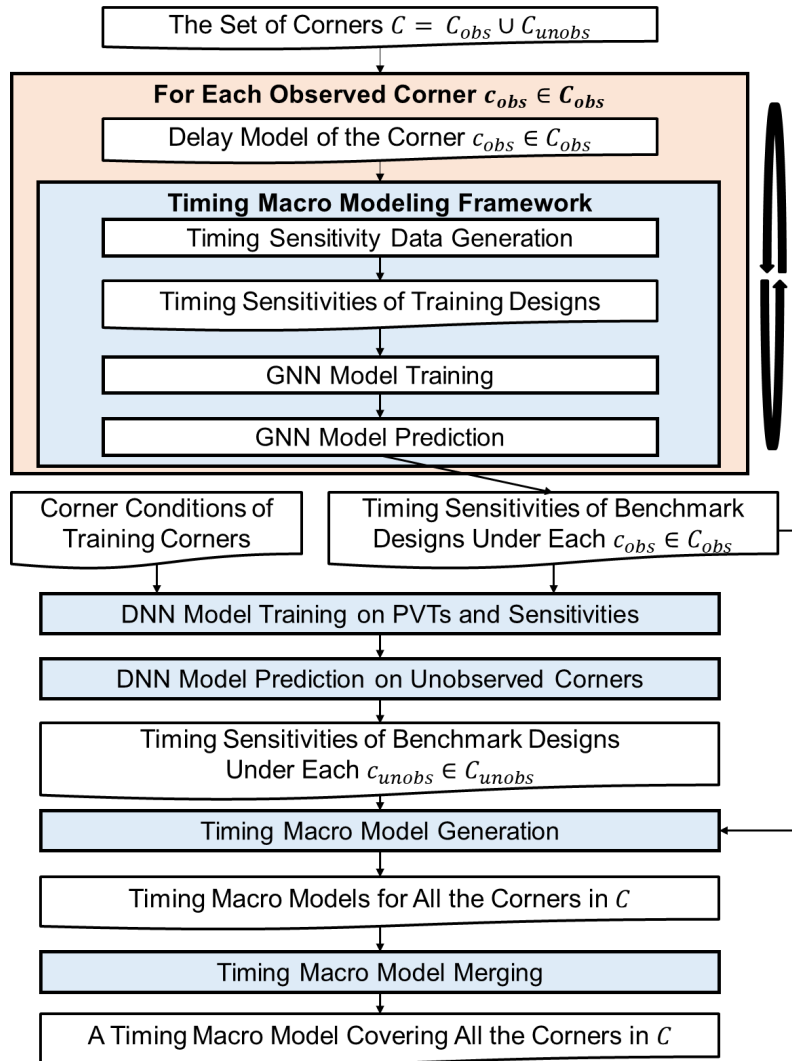 The Set of Corners C = C_obs ∪ C_unobs
For Each Observed Corner c_obs ∈ C_obs
Delay Model of the Corner c_obs ∈ C_obs
Timing Macro Modeling Framework
Timing Sensitivity Data Generation
Timing Sensitivities of Training Designs
GNN Model Training
GNN Model Prediction
Corner Conditions of
Training Corners
Timing Sensitivities of Benchmark
Designs Under Each c_obs ∈ C_obs
DNN Model Training on PVTs and Sensitivities
DNN Model Prediction on Unobserved Corners
Timing Sensitivities of Benchmark Designs
Under Each c_unobs ∈ C_unobs
Timing Macro Model Generation
Timing Macro Models for All the Corners in C
Timing Macro Model Merging
A Timing Macro Model Covering All the Corners in C